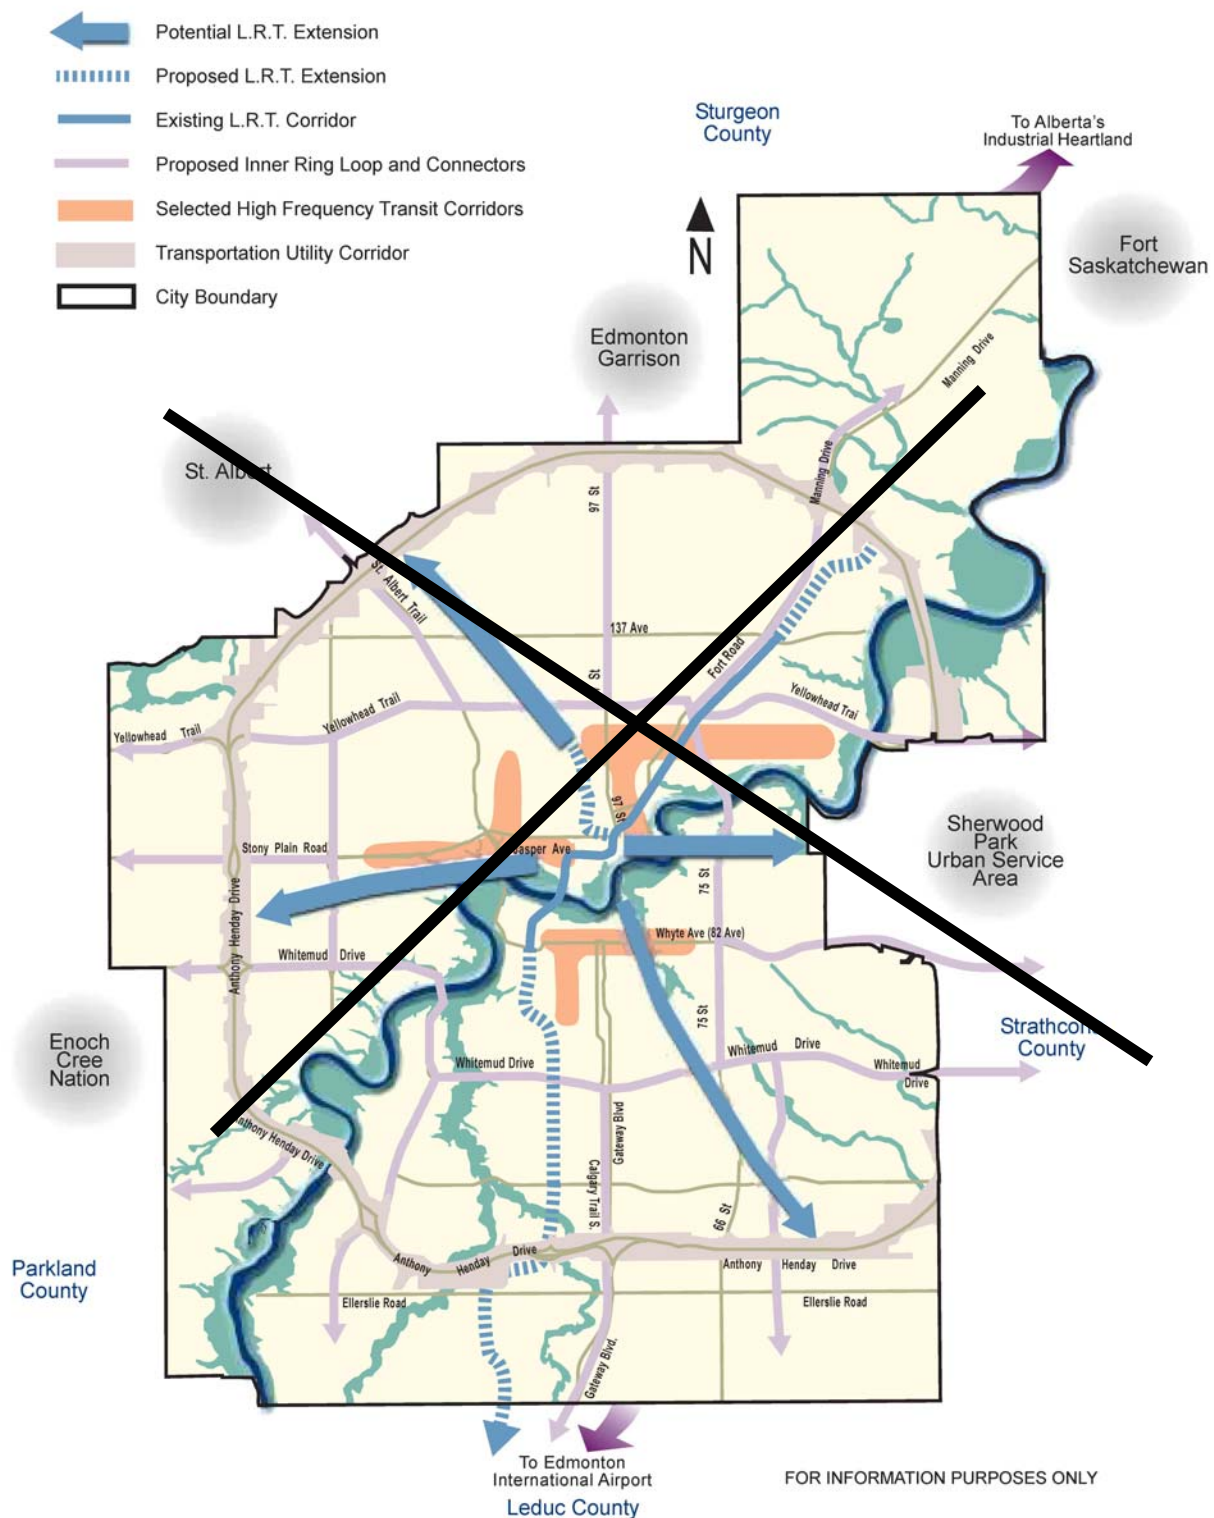 Potential L.R.T. Extension
Proposed L.R.T. Extension
Existing L.R.T. Corridor
Proposed Inner Ring Loop and Connectors
Selected High Frequency Transit Corridors
Transportation Utility Corridor
City Boundary
Sturgeon
County
To Alberta's
Industrial Heartland
N
Fort
Saskatchewan
Edmonton
Garrison
Manning Drive
St. Albert
Manning Drive
97 St
St. Albert Trail
137 Ave
Fort Road
St
Yellowhead Trail
Yellowhead Trai
Yellowhead Trail
97 St
Stony Plain Road
Jasper Ave
Sherwood
Park
Urban Service
Area
75 St
Anthony Henday Drive
Whyte Ave (82 Ave)
Whitemud Drive
75 St
Enoch
Cree
Nation
Strathcona
County
Whitemud Drive
Whitemud Drive
Whitemud
Drive
Anthony Henday Drive
Gateway Blvd
Calgary Trail S.
66 St
Anthony Henday Drive
Anthony Henday Drive
Parkland
County
Ellerslie Road
Ellerslie Road
Gateway Blvd.
To Edmonton
International Airport
Leduc County
FOR INFORMATION PURPOSES ONLY